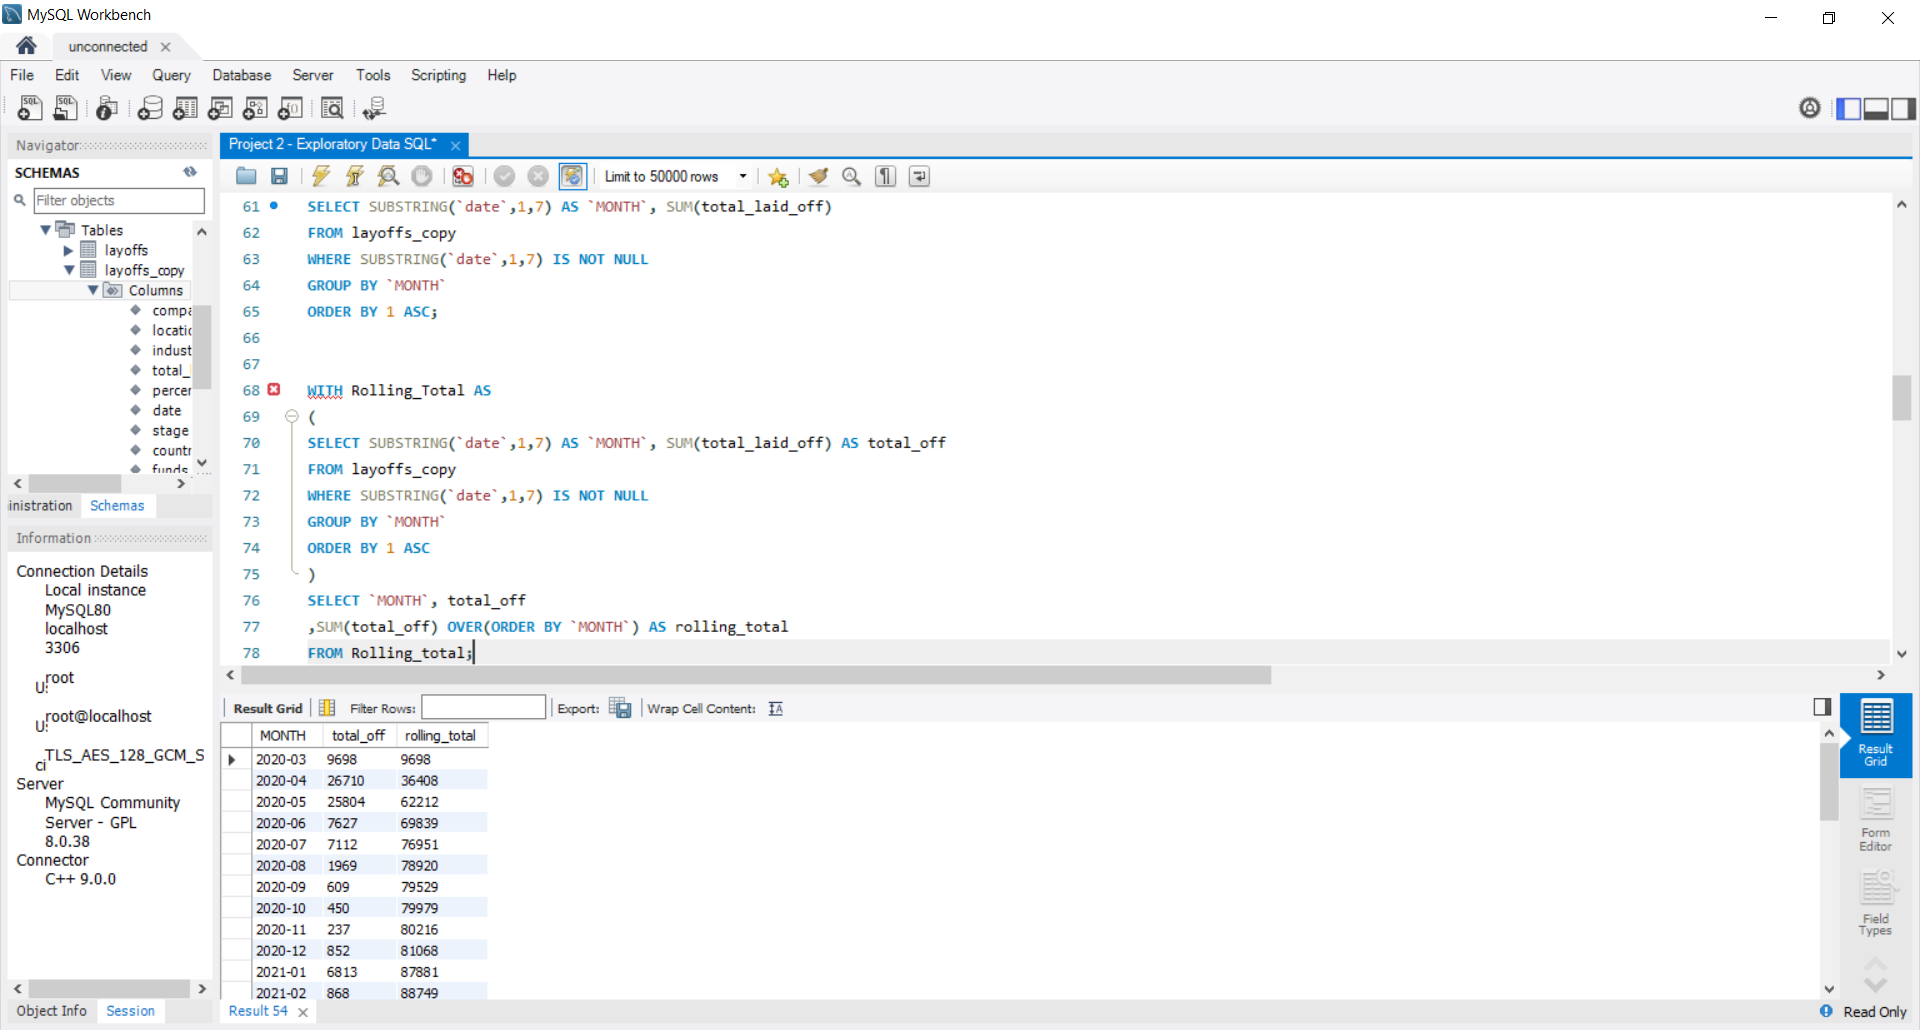 MySQL Workbench
unconnected
File Edit View Query Database Server Tools Scripting Help
Navigator
SCHEMAS
Filter objects
Tables
layoffs
layoffs_copy
Columns
compa
locatic
indust
total_
percer
date
stage
countr
funds
inistration Schemas
Information
Connection Details
Local instance
MySQL80
localhost
3306
root
U:
root@localhost
U:
TLS_AES_128_GCM_S
ci
Server
MySQL Community
Server - GPL
8.0.38
Connector
C++ 9.0.0
Object Info Session
Project 2 - Exploratory Data SQL*
Limit to 50000 rows
61 SELECT SUBSTRING(`date`,1,7) AS `MONTH`, SUM(total_laid_off)
62 FROM layoffs_copy
63 WHERE SUBSTRING(`date`,1,7) IS NOT NULL
64 GROUP BY `MONTH`
65 ORDER BY 1 ASC;
66
67
68 WITH Rolling_Total AS
69 (
70 SELECT SUBSTRING(`date`,1,7) AS `MONTH`, SUM(total_laid_off) AS total_off
71 FROM layoffs_copy
72 WHERE SUBSTRING(`date`,1,7) IS NOT NULL
73 GROUP BY `MONTH`
74 ORDER BY 1 ASC
75 )
76 SELECT `MONTH`, total_off
77 ,SUM(total_off) OVER(ORDER BY `MONTH`) AS rolling_total
78 FROM Rolling_total;
Result Grid Filter Rows: Export: Wrap Cell Content:
MONTH total_off rolling_total
2020-03 9698 9698
2020-04 26710 36408
2020-05 25804 62212
2020-06 7627 69839
2020-07 7112 76951
2020-08 1969 78920
2020-09 609 79529
2020-10 450 79979
2020-11 237 80216
2020-12 852 81068
2021-01 6813 87881
2021-02 868 88749
Result
Grid
Form
Editor
Field
Types
Result 54
Read Only